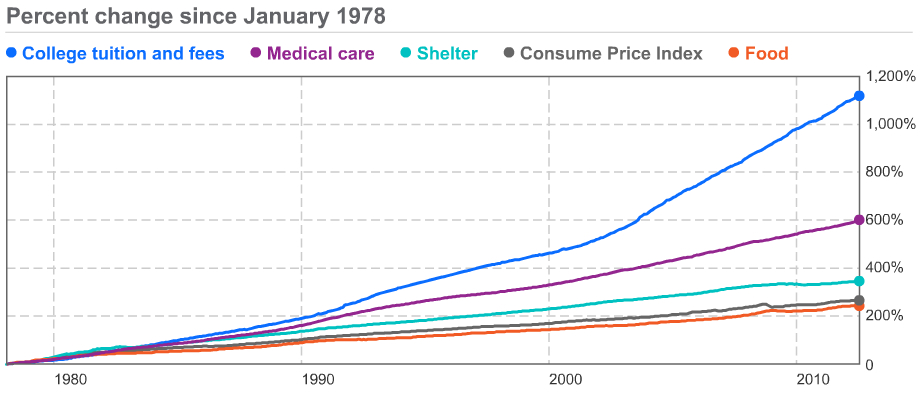 Percent change since January 1978
College tuition and fees Medical care Shelter Consume Price Index Food
1,200%
1,000%
800%
600%
400%
200%
0
1980 1990 2000 2010